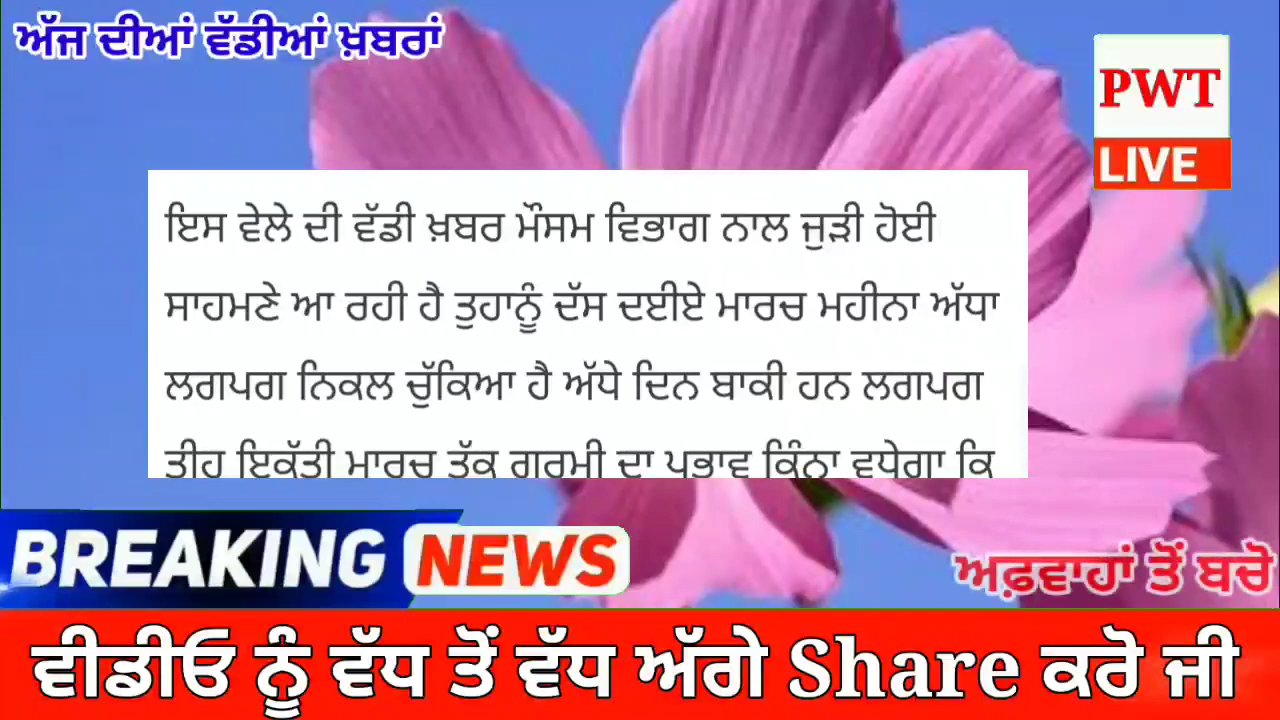 ਅੱਜ ਦੀਆਂ ਵੱਡੀਆਂ ਖ਼ਬਰਾਂ
PWT
LIVE
ਇਸ ਵੇਲੇ ਦੀ ਵੱਡੀ ਖ਼ਬਰ ਮੌਸਮ ਵਿਭਾਗ ਨਾਲ ਜੁੜੀ ਹੋਈ
ਸਾਹਮਣੇ ਆ ਰਹੀ ਹੈ ਤੁਹਾਨੂੰ ਦੱਸ ਦਈਏ ਮਾਰਚ ਮਹੀਨਾ ਅੱਧਾ
ਲਗਪਗ ਨਿਕਲ ਚੁੱਕਿਆ ਹੈ ਅੱਧੇ ਦਿਨ ਬਾਕੀ ਹਨ ਲਗਪਗ
ਤੀਹ ਇਕੱਤੀ ਮਾਰਚ ਤੱਕ ਗਰਮੀ ਦਾ ਪ੍ਰਭਾਵ ਕਿੰਨਾ ਵਧੇਗਾ ਕਿ
BREAKING NEWS
ਅਫ਼ਵਾਹਾਂ ਤੋਂ ਬਚੋ
ਵੀਡੀਓ ਨੂੰ ਵੱਧ ਤੋਂ ਵੱਧ ਅੱਗੇ Share ਕਰੋ ਜੀ